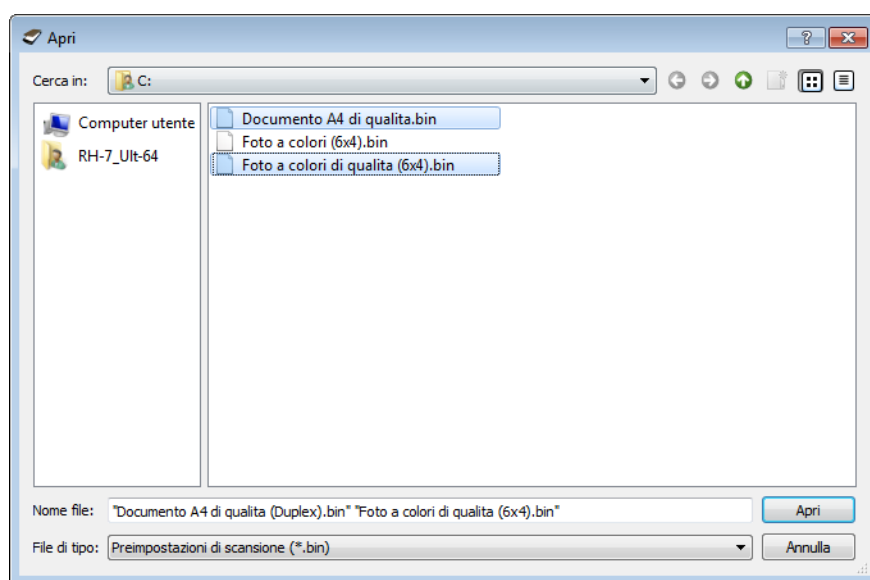 Apri
Cerca in: C:
Computer utente
RH-7_Ult-64
Documento A4 di qualita.bin
Foto a colori (6x4).bin
Foto a colori di qualita (6x4).bin
Nome file: "Documento A4 di qualita (Duplex).bin" "Foto a colori di qualita (6x4).bin" Apri
File di tipo: Preimpostazioni di scansione (*.bin) Annulla